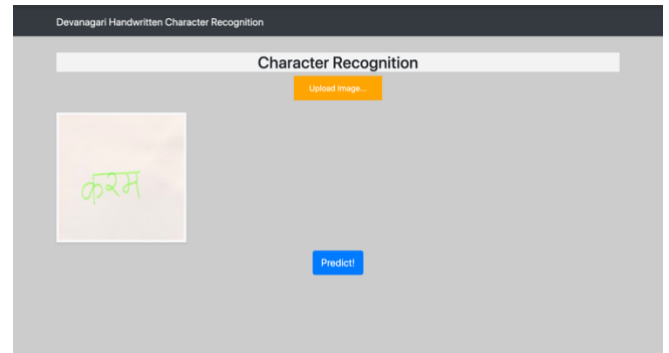 Devanagari Handwritten Character Recognition
Character Recognition
Upload Image...
करम
Predict!